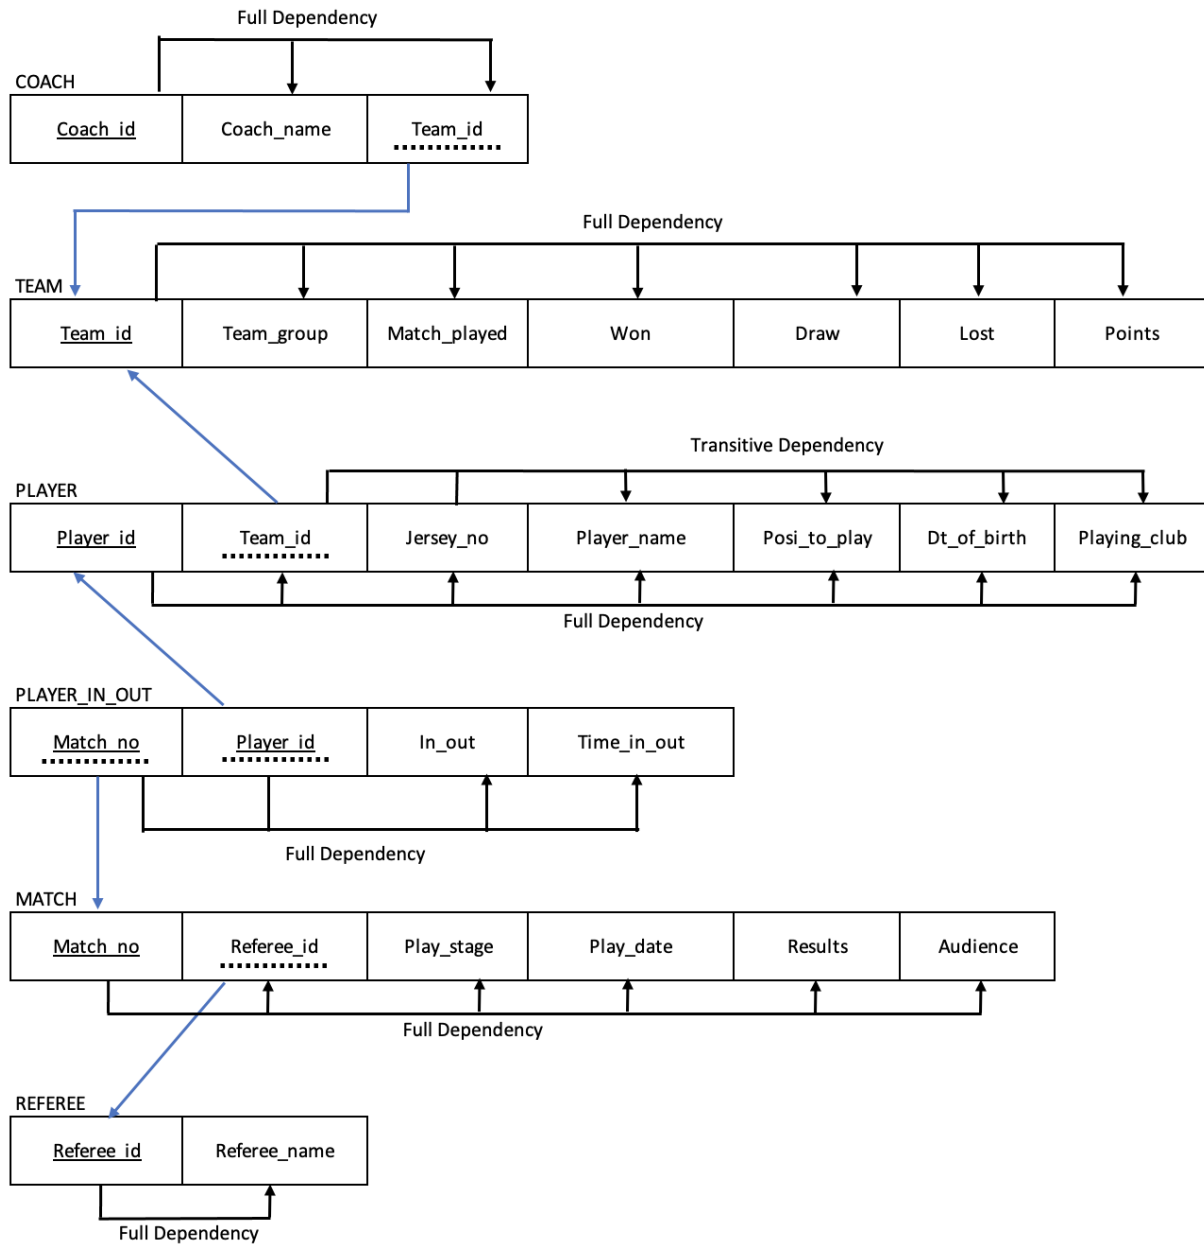 Full Dependency
COACH
Coach_id Coach_name Team_id
Full Dependency
TEAM
Team_id Team_group Match_played Won Draw Lost Points
Transitive Dependency
PLAYER
Player_id Team_id Jersey_no Player_name Posi_to_play Dt_of_birth Playing_club
Full Dependency
PLAYER_IN_OUT
Match_no Player_id In_out Time_in_out
Full Dependency
MATCH
Match_no Referee_id Play_stage Play_date Results Audience
Full Dependency
REFEREE
Referee_id Referee_name
Full Dependency